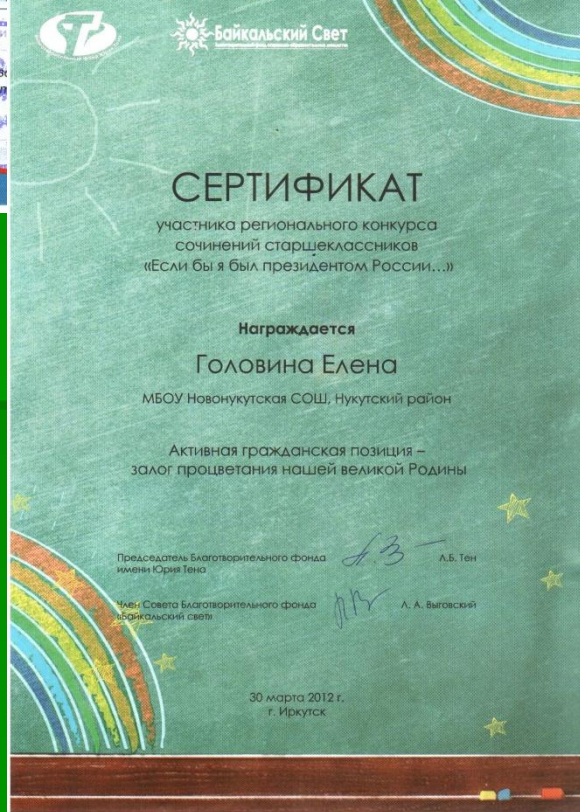 Байкальский Свет
СЕРТИФИКАТ
участника регионального конкурса
сочинений старшеклассников
«Если бы я был президентом России...»
Награждается
Головина Елена
МБОУ Новонукутская СОШ, Нукутский район
Активная гражданская позиция –
залог процветания нашей великой Родины
Председатель Благотворительного фонда
имени Юрия Тена
Л.Б. Тен
Член Совета Благотворительного фонда
«Байкальский свет»
Л. А. Выговский
30 марта 2012 г.
г. Иркутск